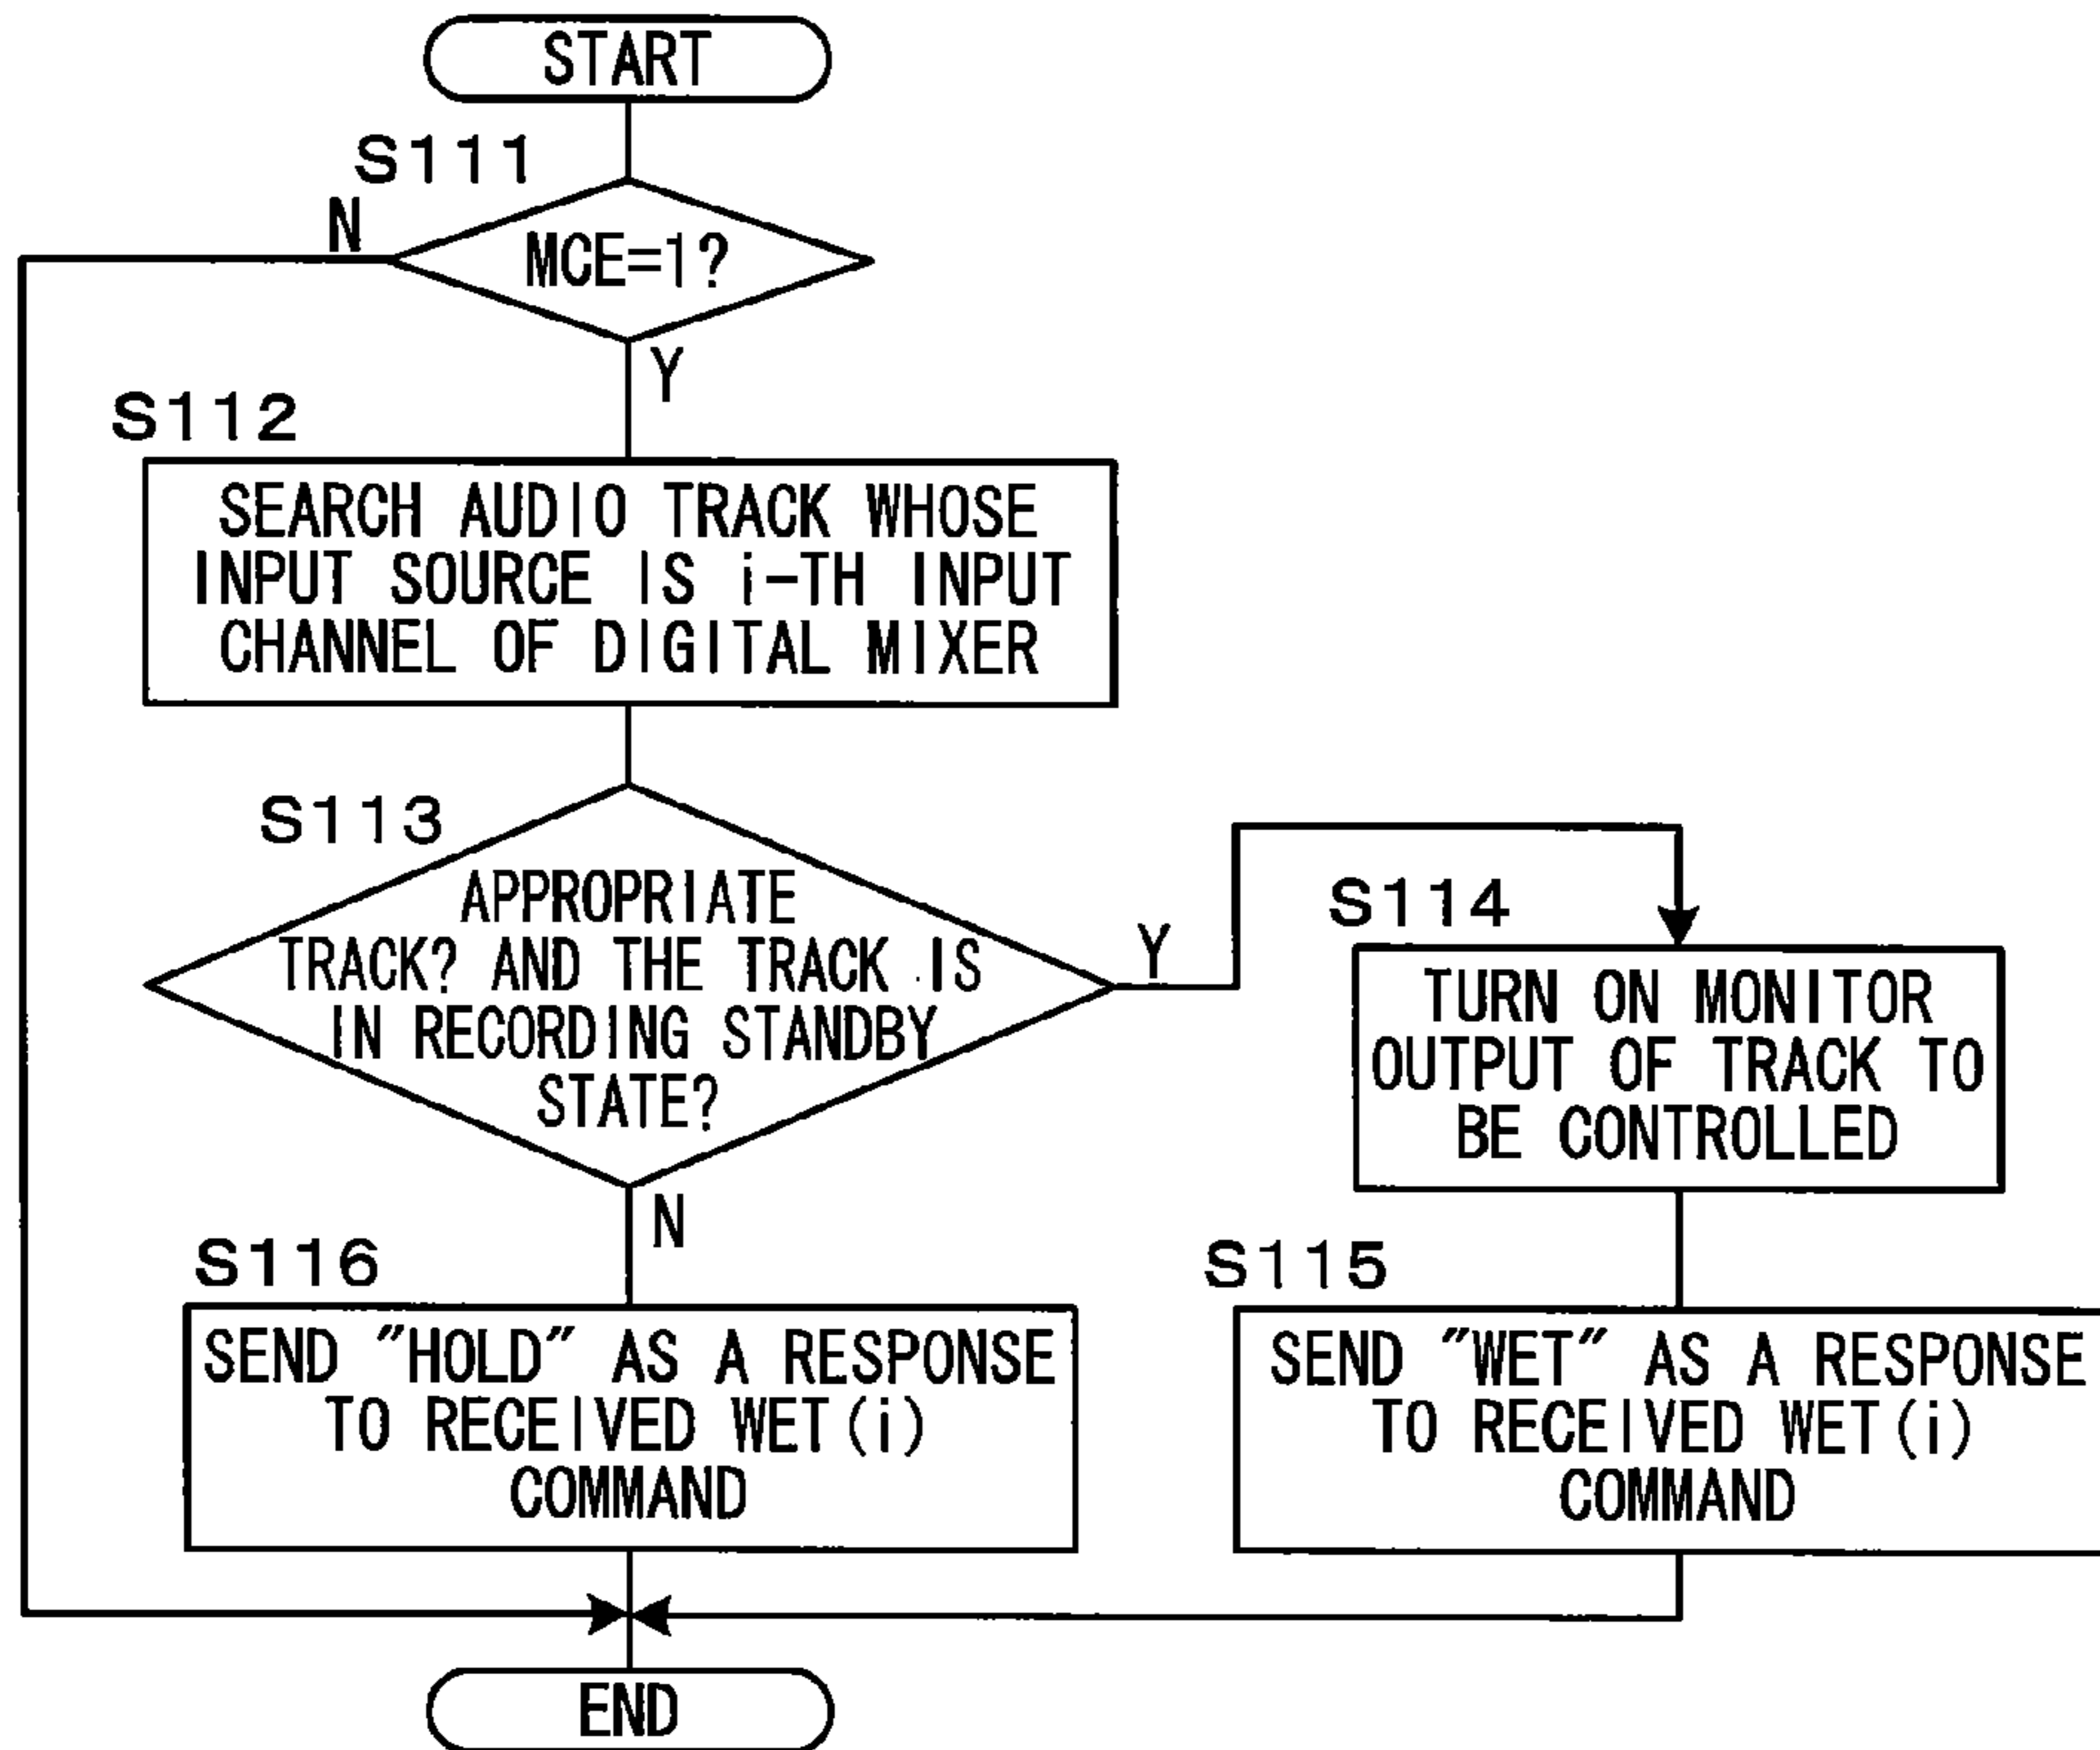 START
S111
N
MCE=1?
Y
S112
SEARCH AUDIO TRACK WHOSE
INPUT SOURCE IS i-TH INPUT
CHANNEL OF DIGITAL MIXER
S113
APPROPRIATE
TRACK? AND THE TRACK IS
IN RECORDING STANDBY
STATE?
Y
N
S114
TURN ON MONITOR
OUTPUT OF TRACK TO
BE CONTROLLED
S116
SEND "HOLD" AS A RESPONSE
TO RECEIVED WET(i)
COMMAND
S115
SEND "WET" AS A RESPONSE
TO RECEIVED WET(i)
COMMAND
END